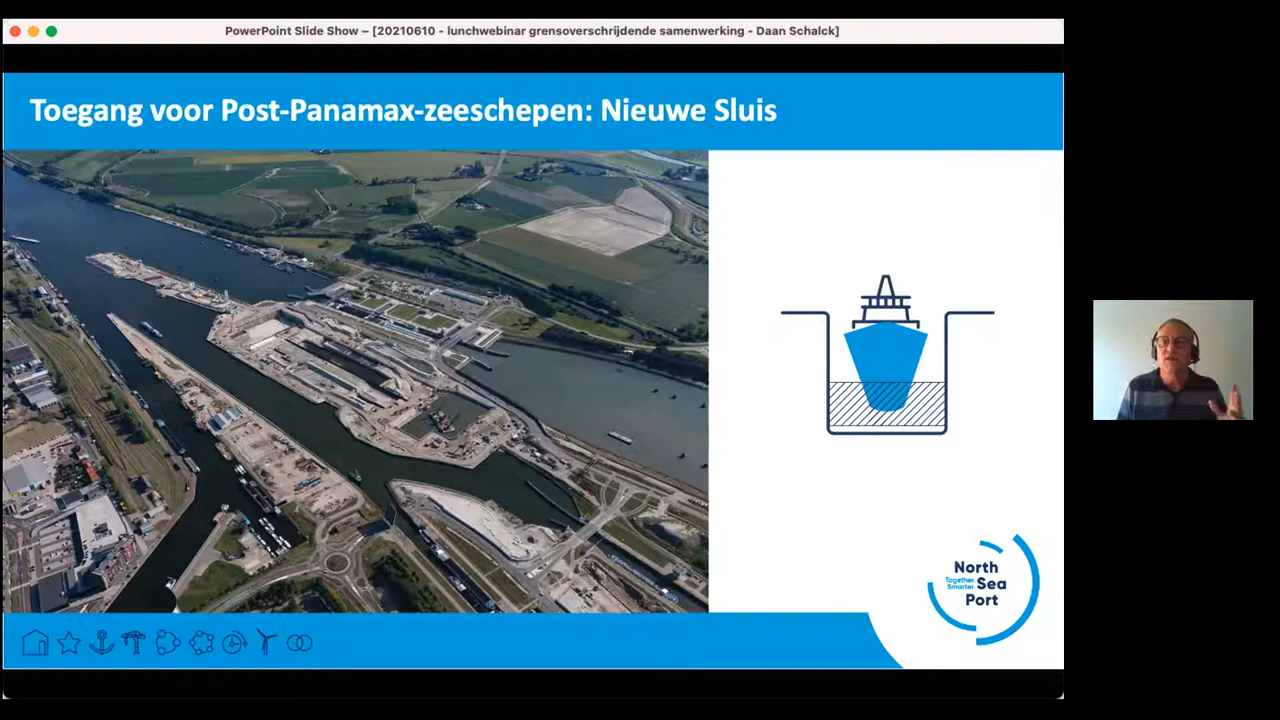 PowerPoint Slide Show – [20210610 - lunchwebinar grensoverschrijdende samenwerking - Daan Schalck]
Toegang voor Post-Panamax-zeeschepen: Nieuwe Sluis
North
Together. Sea
Smarter.
Port